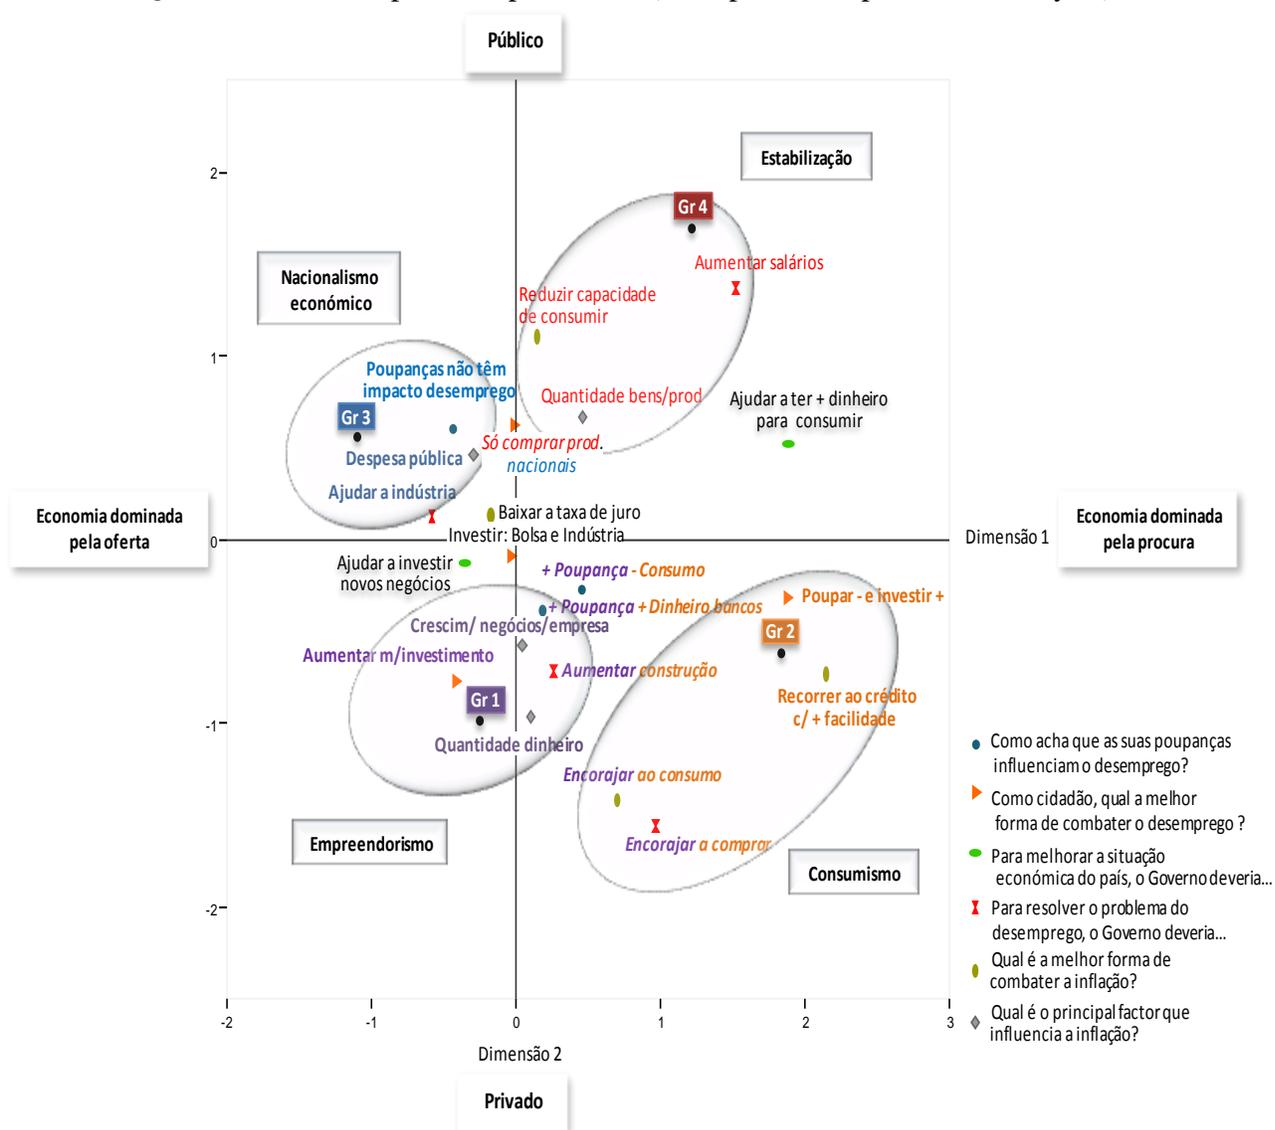 Público
Estabilização
2
Gr 4
Aumentar salários
Nacionalismo
económico
Reduzir capacidade
de consumir
1
Poupanças não têm
impacto desemprego
Quantidade bens/prod
Ajudar a ter + dinheiro
para consumir
Gr 3
Só comprar prod.
nacionais
Despesa pública
Ajudar a indústria
Economia dominada
pela oferta
Baixar a taxa de juro
Investir: Bolsa e Indústria
0
Dimensão 1
Economia dominada
pela procura
Ajudar a investir
novos negócios
+ Poupança - Consumo
+ Poupança + Dinheiro bancos
Poupar - e investir +
Crescim/ negócios/empresa
Gr 2
Aumentar m/investimento
Aumentar construção
Gr 1
Recorrer ao crédito
c/ + facilidade
-1
Quantidade dinheiro
Encorajar ao consumo
Encorajar a comprar
Empreendorismo
Consumismo
-2
-2
-1
0
1
2
3
Dimensão 2
Privado
Como acha que as suas poupanças
influenciam o desemprego?
Como cidadão, qual a melhor
forma de combater o desemprego ?
Para melhorar a situação
económica do país, o Governo deveria...
Para resolver o problema do
desemprego, o Governo deveria...
Qual é a melhor forma de
combater a inflação?
Qual é o principal factor que
influencia a inflação?